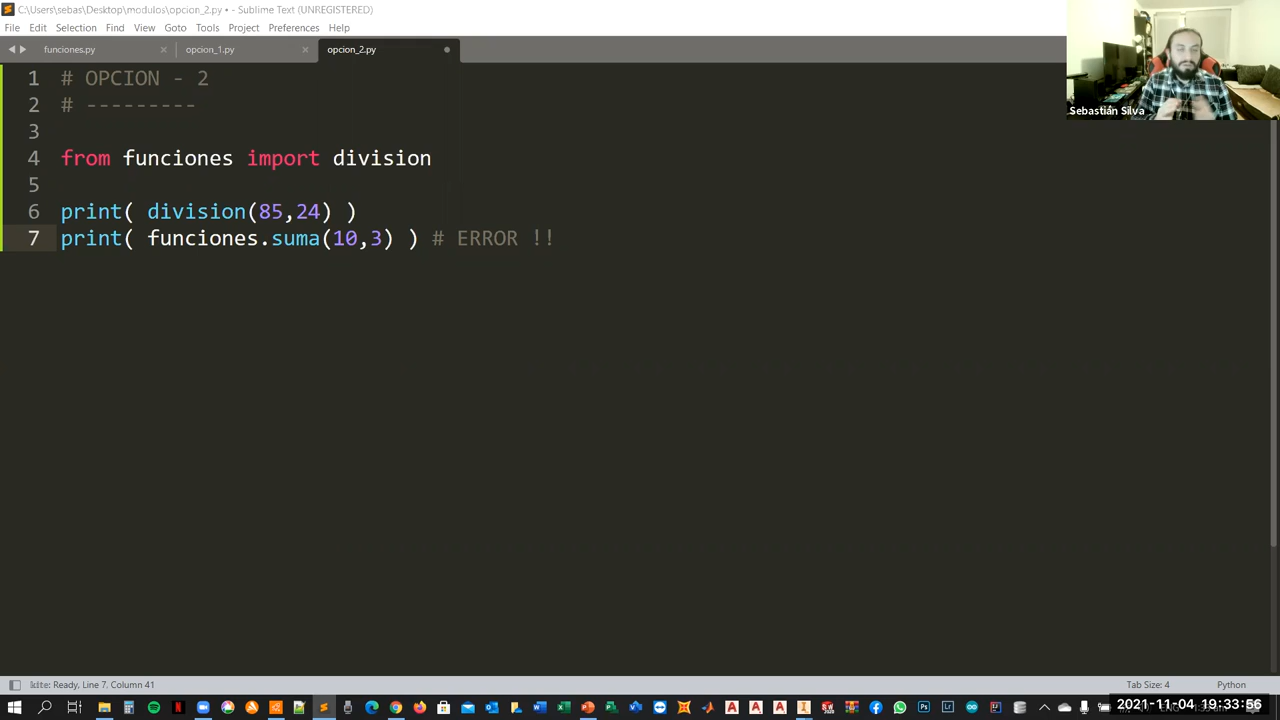 C:\Users\sebas\Desktop\modulos\opcion_2.py • - Sublime Text (UNREGISTERED)
File Edit Selection Find View Goto Tools Project Preferences Help
funciones.py × opcion_1.py × opcion_2.py
1 # OPCION - 2
2 # ---------
3
4 from funciones import division
5
6 print( division(85,24) )
7 print( funciones.suma(10,3) ) # ERROR !!
Sebastián Silva
Ready, Line 7, Column 41
Tab Size: 4 Python
2021-11-04 19:33:56